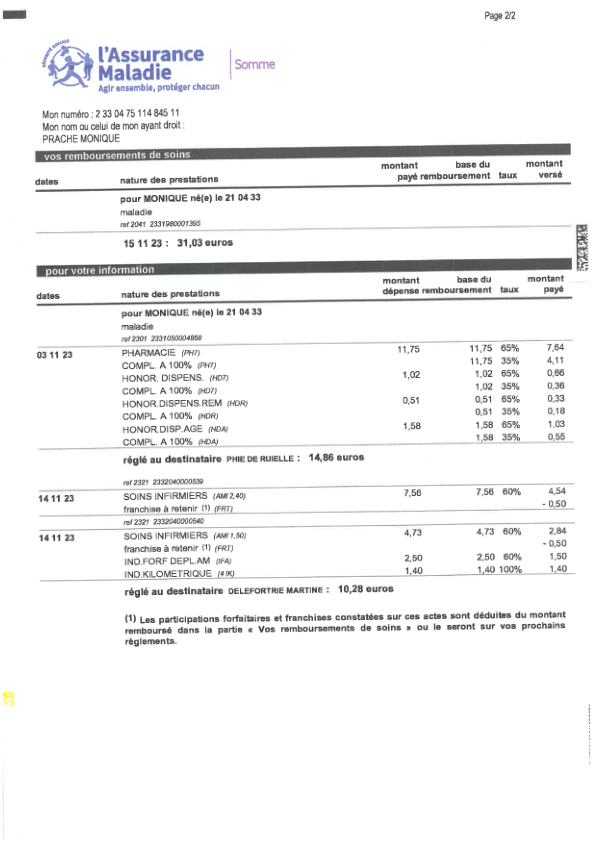 Page 2/2
SÉCURITÉ SOCIALE
l'Assurance
Maladie
Agir ensemble, protéger chacun
Somme
Mon numéro : 2 33 04 75 114 845 11
Mon nom ou celui de mon ayant droit :
PRACHE MONIQUE
vos remboursements de soins
dates nature des prestations montant payé base du remboursement taux montant versé
pour MONIQUE né(e) le 21 04 33
maladie
ref 2041 2331980001395
15 11 23 : 31,03 euros
pour votre information
dates nature des prestations montant dépense base du remboursement taux montant payé
pour MONIQUE né(e) le 21 04 33
maladie
ref 2301 2331050004868
03 11 23 PHARMACIE (PH7) 11,75 11,75 65% 7,64
COMPL. A 100% (PH7) 11,75 35% 4,11
HONOR. DISPENS. (HD7) 1,02 1,02 65% 0,66
COMPL. A 100% (HD7) 1,02 35% 0,36
HONOR.DISPENS.REM (HDR) 0,51 0,51 65% 0,33
COMPL. A 100% (HDR) 0,51 35% 0,18
HONOR.DISP.AGE (HDA) 1,58 1,58 65% 1,03
COMPL. A 100% (HDA) 1,58 35% 0,55
réglé au destinataire PHIE DE RUIELLE : 14,86 euros
ref 2321 2332040000539
14 11 23 SOINS INFIRMIERS (AMI 2,40) 7,56 7,56 60% 4,54
franchise à retenir (1) (FRT) - 0,50
ref 2321 2332040000540
14 11 23 SOINS INFIRMIERS (AMI 1,50) 4,73 4,73 60% 2,84
franchise à retenir (1) (FRT) - 0,50
IND.FORF DEPL.AM (IFA) 2,50 2,50 60% 1,50
IND.KILOMETRIQUE (4 IK) 1,40 1,40 100% 1,40
réglé au destinataire DELEFORTRIE MARTINE : 10,28 euros
(1) Les participations forfaitaires et franchises constatées sur ces actes sont déduites du montant
remboursé dans la partie « Vos remboursements de soins » ou le seront sur vos prochains
règlements.